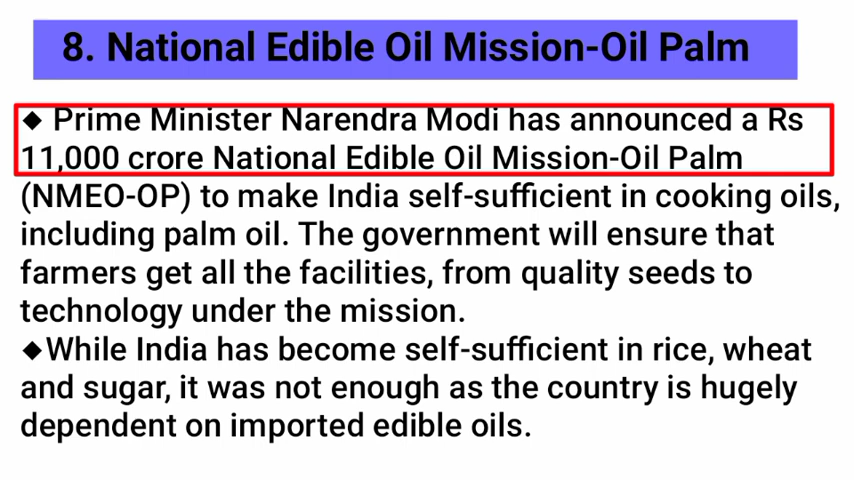 8. National Edible Oil Mission-Oil Palm
◆ Prime Minister Narendra Modi has announced a Rs
11,000 crore National Edible Oil Mission-Oil Palm
(NMEO-OP) to make India self-sufficient in cooking oils,
including palm oil. The government will ensure that
farmers get all the facilities, from quality seeds to
technology under the mission.
◆While India has become self-sufficient in rice, wheat
and sugar, it was not enough as the country is hugely
dependent on imported edible oils.